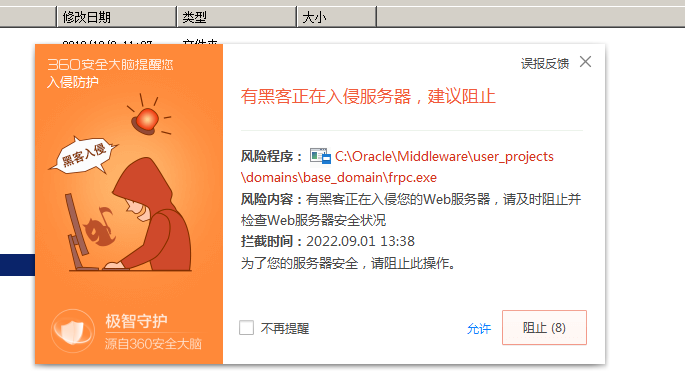 修改日期 类型 大小
360安全大脑提醒您
入侵防护
误报反馈
有黑客正在入侵服务器，建议阻止
黑客入侵
风险程序： C:\Oracle\Middleware\user_projects
\domains\base_domain\frpc.exe
风险内容：有黑客正在入侵您的Web服务器，请及时阻止并
检查Web服务器安全状况
拦截时间：2022.09.01 13:38
为了您的服务器安全，请阻止此操作。
极智守护
源自360安全大脑
不再提醒
允许
阻止 (8)